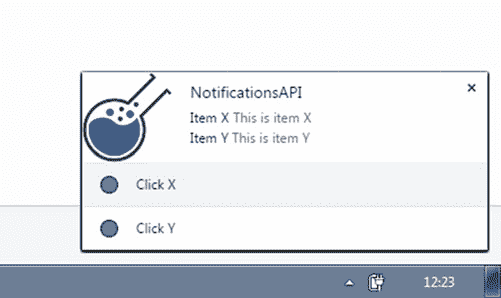 NotificationsAPI
Item X This is item X
Item Y This is item Y
Click X
Click Y
12:23